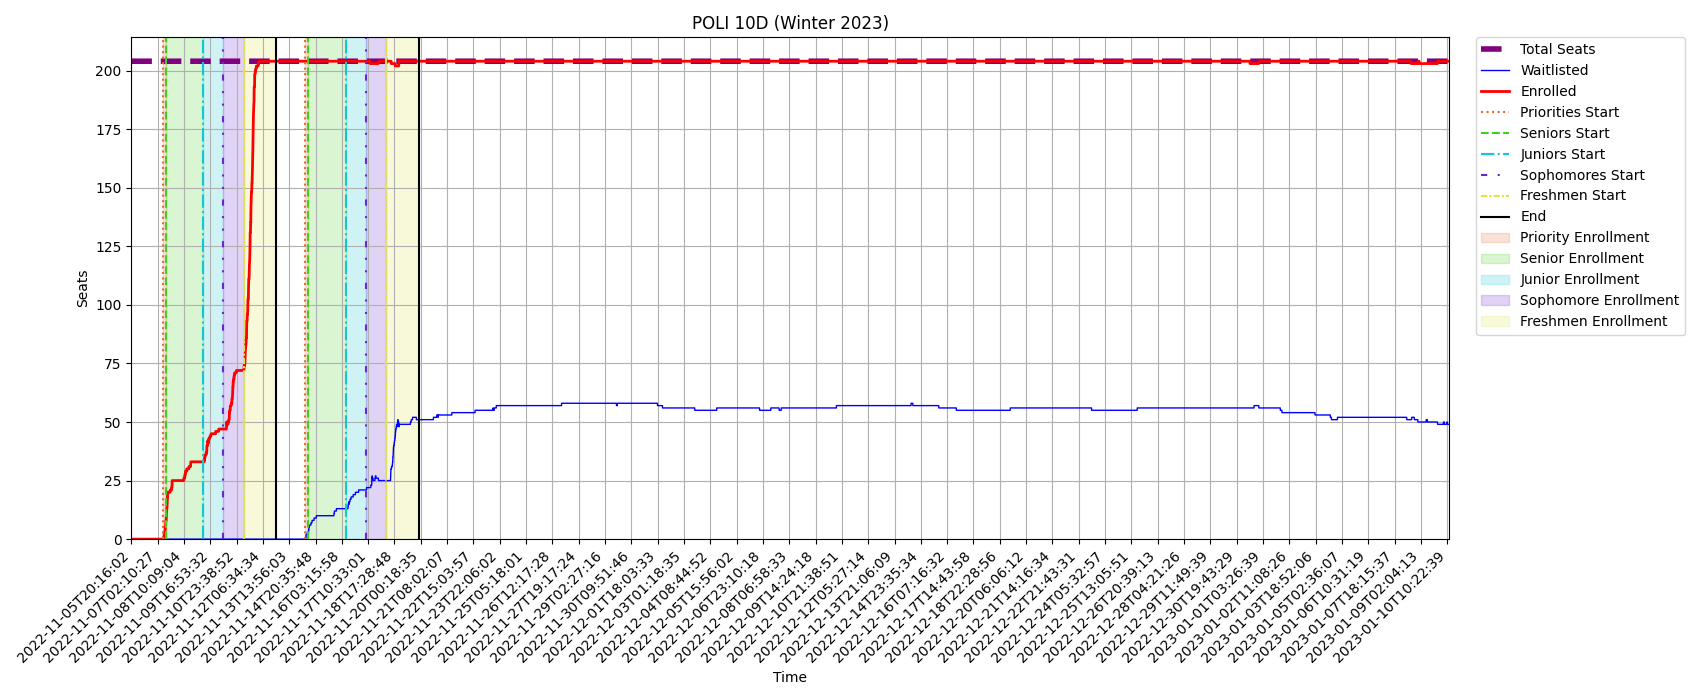 POLI 10D (Winter 2023)
Seats
200
175
150
125
100
75
50
25
0
2022-11-05T20:16:02
2022-11-07T02:10:27
2022-11-08T10:09:04
2022-11-09T16:53:32
2022-11-10T23:38:52
2022-11-12T06:34:34
2022-11-13T13:56:03
2022-11-14T20:35:48
2022-11-16T03:15:58
2022-11-17T10:33:01
2022-11-18T17:28:48
2022-11-20T00:18:35
2022-11-21T08:02:07
2022-11-22T15:03:57
2022-11-23T22:06:02
2022-11-25T05:18:01
2022-11-26T12:17:28
2022-11-27T19:17:24
2022-11-29T02:27:16
2022-11-30T09:51:46
2022-12-01T18:03:33
2022-12-03T01:18:35
2022-12-04T08:44:52
2022-12-05T15:56:02
2022-12-06T23:10:18
2022-12-08T06:58:33
2022-12-09T14:24:18
2022-12-10T21:38:51
2022-12-12T05:27:14
2022-12-13T21:06:09
2022-12-14T23:35:34
2022-12-16T07:16:32
2022-12-17T14:43:58
2022-12-18T22:28:56
2022-12-20T06:06:12
2022-12-21T14:16:34
2022-12-22T21:43:31
2022-12-24T05:32:57
2022-12-25T13:05:51
2022-12-26T20:39:13
2022-12-28T04:21:26
2022-12-29T11:49:39
2022-12-30T19:43:29
2023-01-01T03:26:39
2023-01-02T11:08:26
2023-01-03T18:52:06
2023-01-05T02:36:07
2023-01-06T10:31:19
2023-01-07T18:15:37
2023-01-09T02:04:13
2023-01-10T10:22:39
Time
Total Seats
Waitlisted
Enrolled
Priorities Start
Seniors Start
Juniors Start
Sophomores Start
Freshmen Start
End
Priority Enrollment
Senior Enrollment
Junior Enrollment
Sophomore Enrollment
Freshmen Enrollment